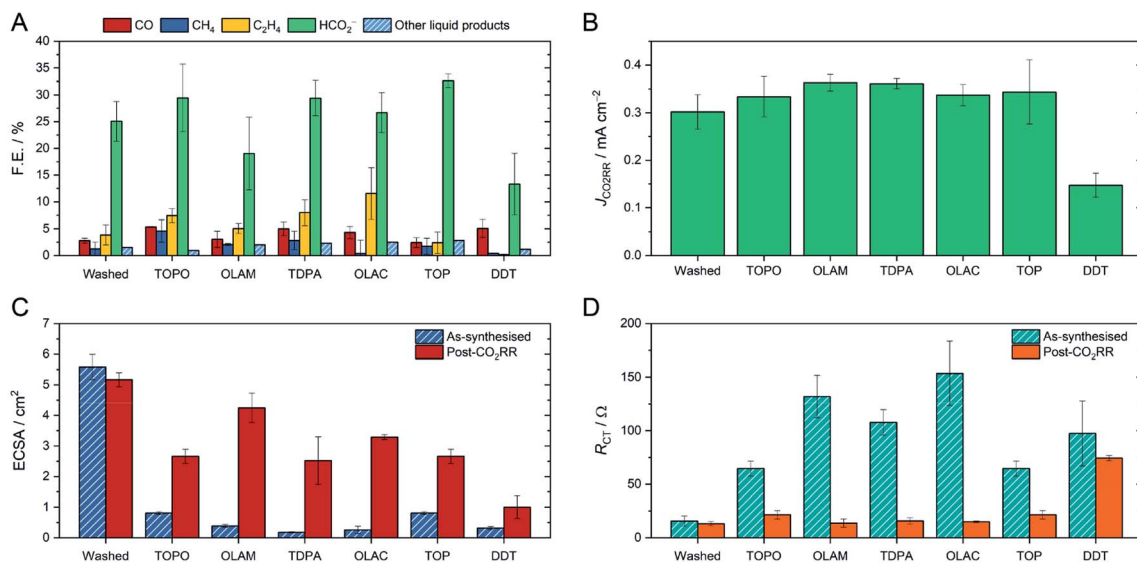 A
CO CH₄ C₂H₄ HCO₂⁻ Other liquid products
40
35
30
25
20
15
10
5
0
F.E. / %
Washed TOPO OLAM TDPA OLAC TOP DDT
B
0.4
0.3
0.2
0.1
0.0
J_CO2RR / mA cm⁻²
Washed TOPO OLAM TDPA OLAC TOP DDT
C
As-synthesised
Post-CO₂RR
7
6
5
4
3
2
1
0
ECSA / cm²
Washed TOPO OLAM TDPA OLAC TOP DDT
D
As-synthesised
Post-CO₂RR
200
150
100
50
0
R_CT / Ω
Washed TOPO OLAM TDPA OLAC TOP DDT